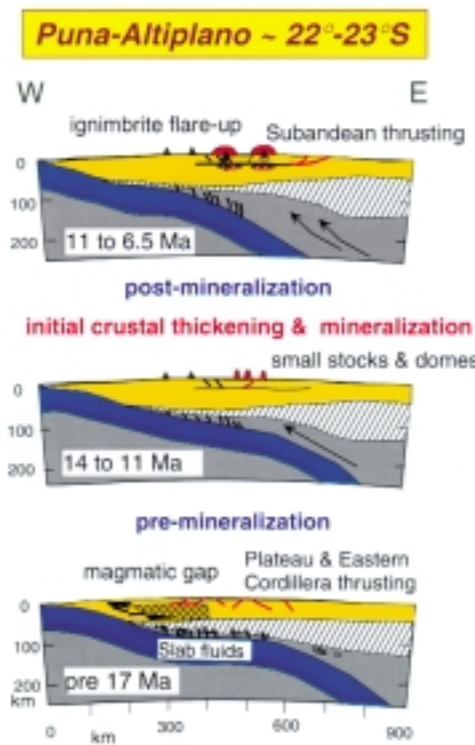 Puna-Altiplano ~ 22°-23°S
W E
ignimbrite flare-up
Subandean thrusting
0
100
200
11 to 6.5 Ma
post-mineralization
initial crustal thickening & mineralization
small stocks & domes
0
100
200
14 to 11 Ma
pre-mineralization
magmatic gap
Plateau & Eastern
Cordillera thrusting
0
100
200
km
Slab fluids
pre 17 Ma
0 300 600 900
km